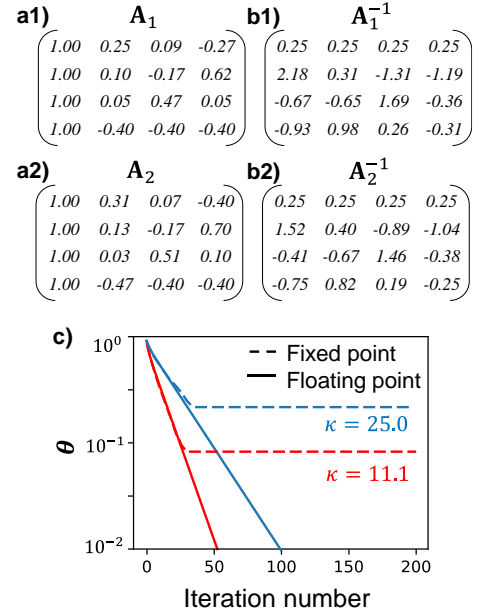 a1) A₁ b1) A₁⁻¹
1.00 0.25 0.09 -0.27 0.25 0.25 0.25 0.25
1.00 0.10 -0.17 0.62 2.18 0.31 -1.31 -1.19
1.00 0.05 0.47 0.05 -0.67 -0.65 1.69 -0.36
1.00 -0.40 -0.40 -0.40 -0.93 0.98 0.26 -0.31
a2) A₂ b2) A₂⁻¹
1.00 0.31 0.07 -0.40 0.25 0.25 0.25 0.25
1.00 0.13 -0.17 0.70 1.52 0.40 -0.89 -1.04
1.00 0.03 0.51 0.10 -0.41 -0.67 1.46 -0.38
1.00 -0.47 -0.40 -0.40 -0.75 0.82 0.19 -0.25
c)
10⁰
Fixed point
Floating point
κ = 25.0
θ 10⁻¹
κ = 11.1
10⁻²
0 50 100 150 200
Iteration number